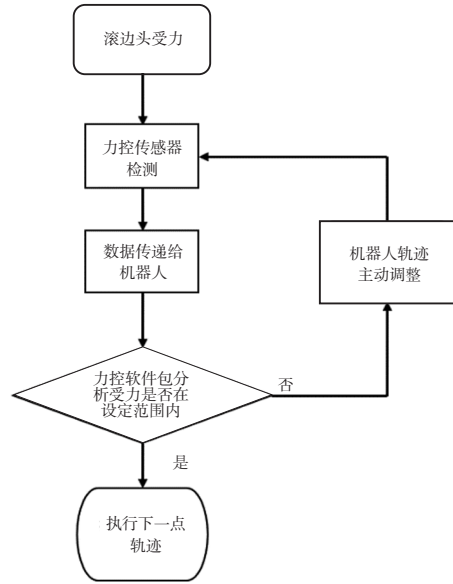 滚边头受力
力控传感器
检测
数据传递给
机器人
机器人轨迹
主动调整
力控软件包分
析受力是否在
设定范围内
否
是
执行下一点
轨迹